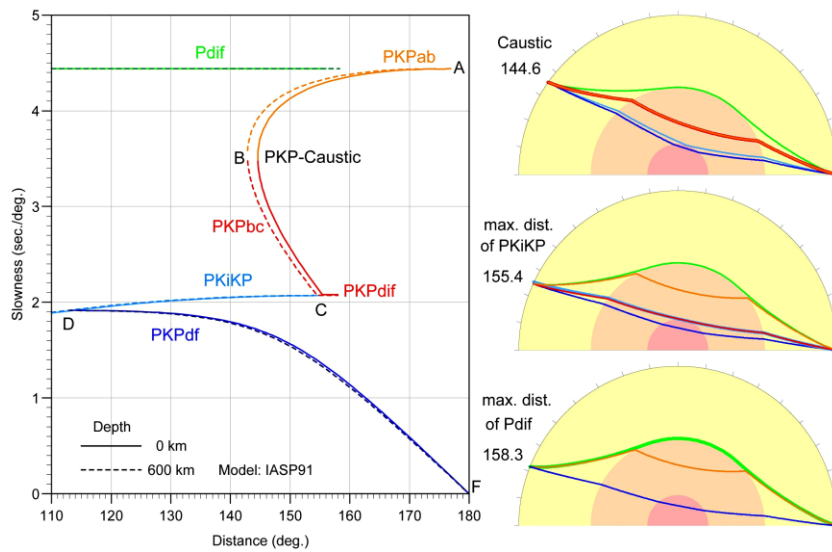 5
4
3
2
1
0
Slowness (sec./deg.)
110
120
130
140
150
160
170
180
Distance (deg.)
Pdif
PKPab
A
B
PKP-Caustic
PKPbc
PKiKP
PKPdif
C
D
PKPdf
F
Depth
0 km
600 km
Model: IASP91
Caustic
144.6
max. dist.
of PKiKP
155.4
max. dist.
of Pdif
158.3